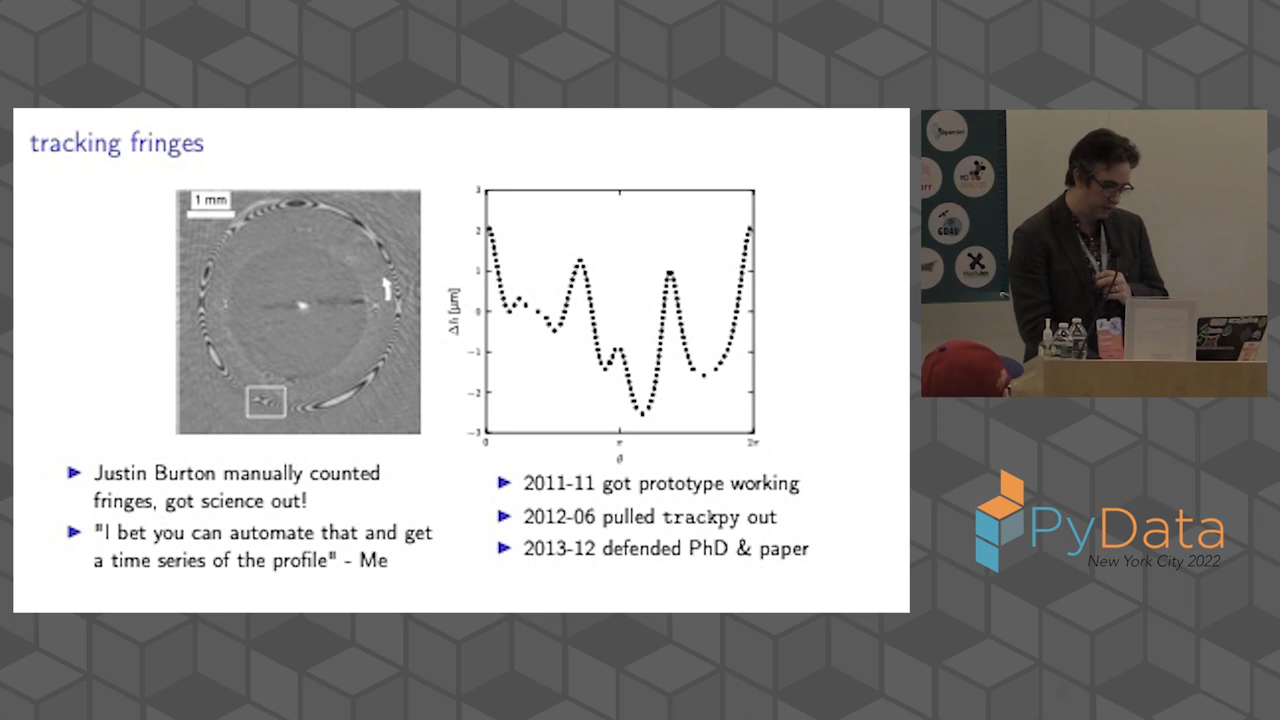 tracking fringes
1 mm
3
2
1
0
−1
−2
−3
Δh [μm]
0
π
2π
θ
Justin Burton manually counted
fringes, got science out!
"I bet you can automate that and get
a time series of the profile" - Me
2011-11 got prototype working
2012-06 pulled trackpy out
2013-12 defended PhD & paper
GDAL
PyData
New York City 2022